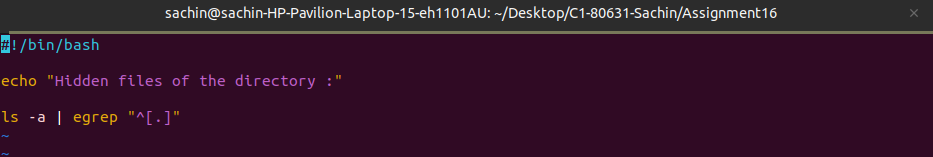 sachin@sachin-HP-Pavilion-Laptop-15-eh1101AU: ~/Desktop/C1-80631-Sachin/Assignment16
#!/bin/bash
echo "Hidden files of the directory :"
ls -a | egrep "^[.]"
~
~